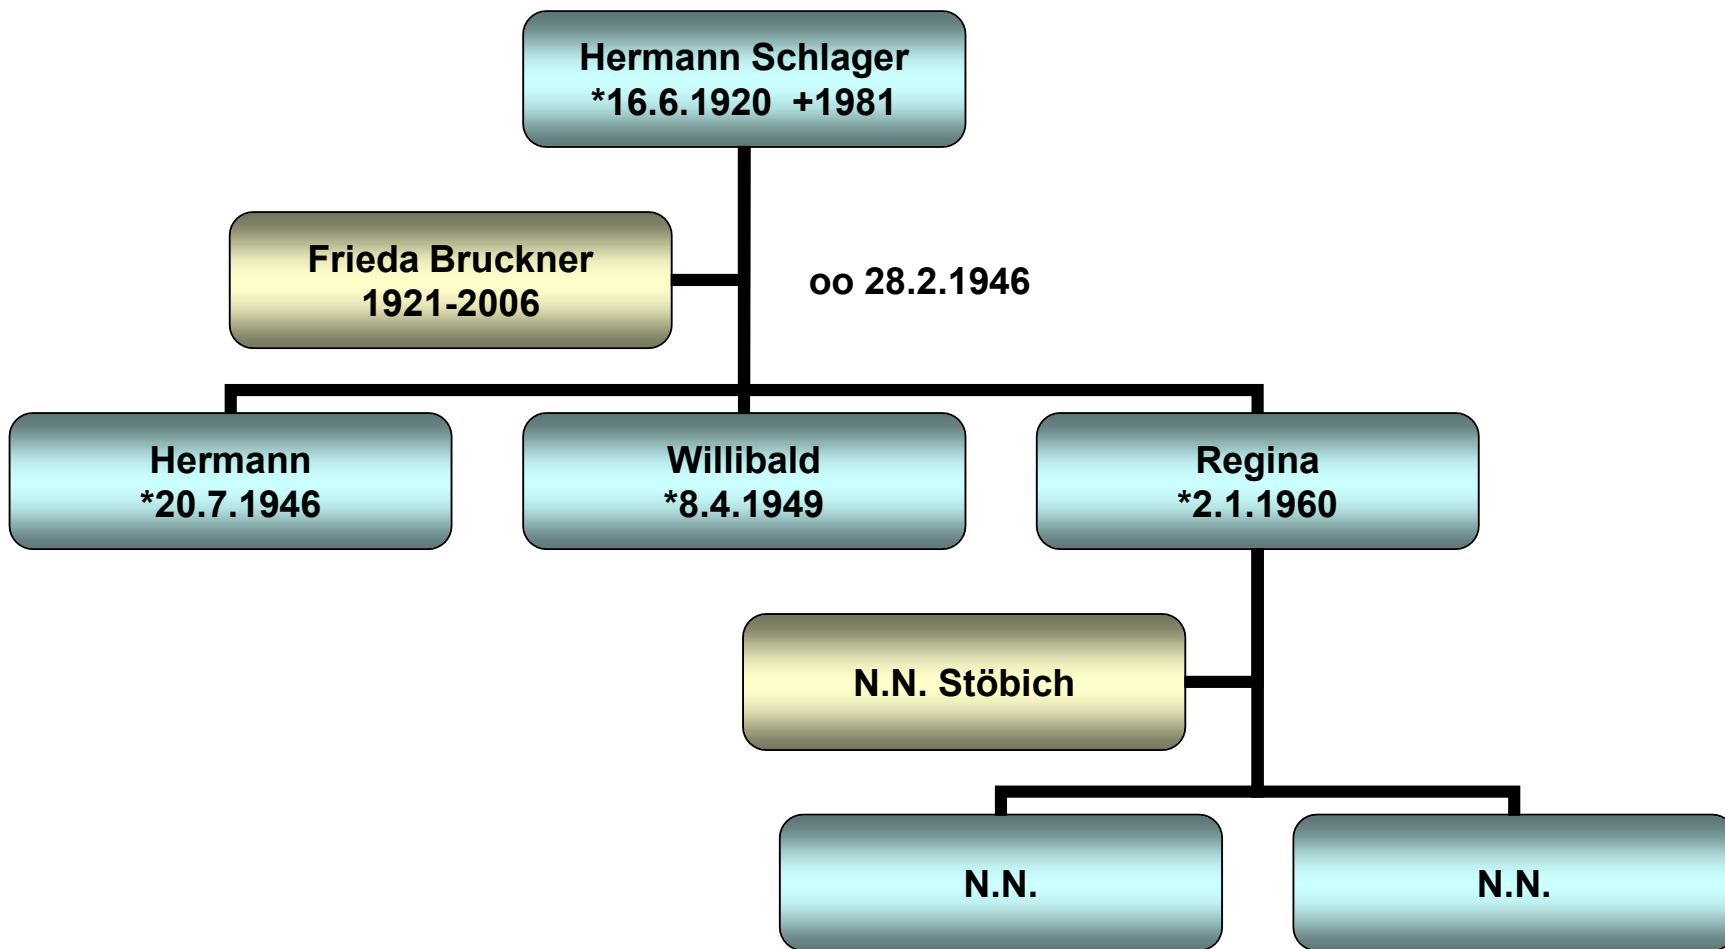 Hermann Schlager
*16.6.1920  +1981
Frieda Bruckner
1921-2006
oo 28.2.1946
Hermann
*20.7.1946
Willibald
*8.4.1949
Regina
*2.1.1960
N.N. Stöbich
N.N.
N.N.